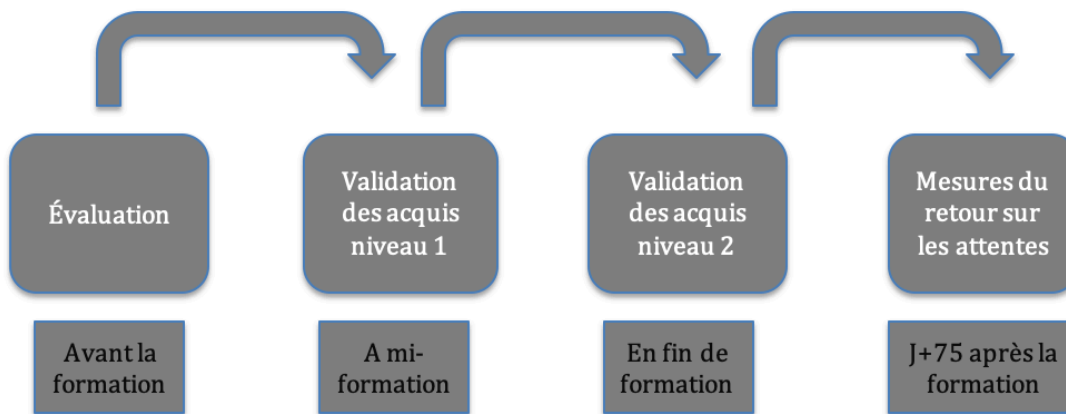 Évaluation
Validation
des acquis
niveau 1
Validation
des acquis
niveau 2
Mesures du
retour sur
les attentes
Avant la
formation
A mi-
formation
En fin de
formation
J+75 après la
formation